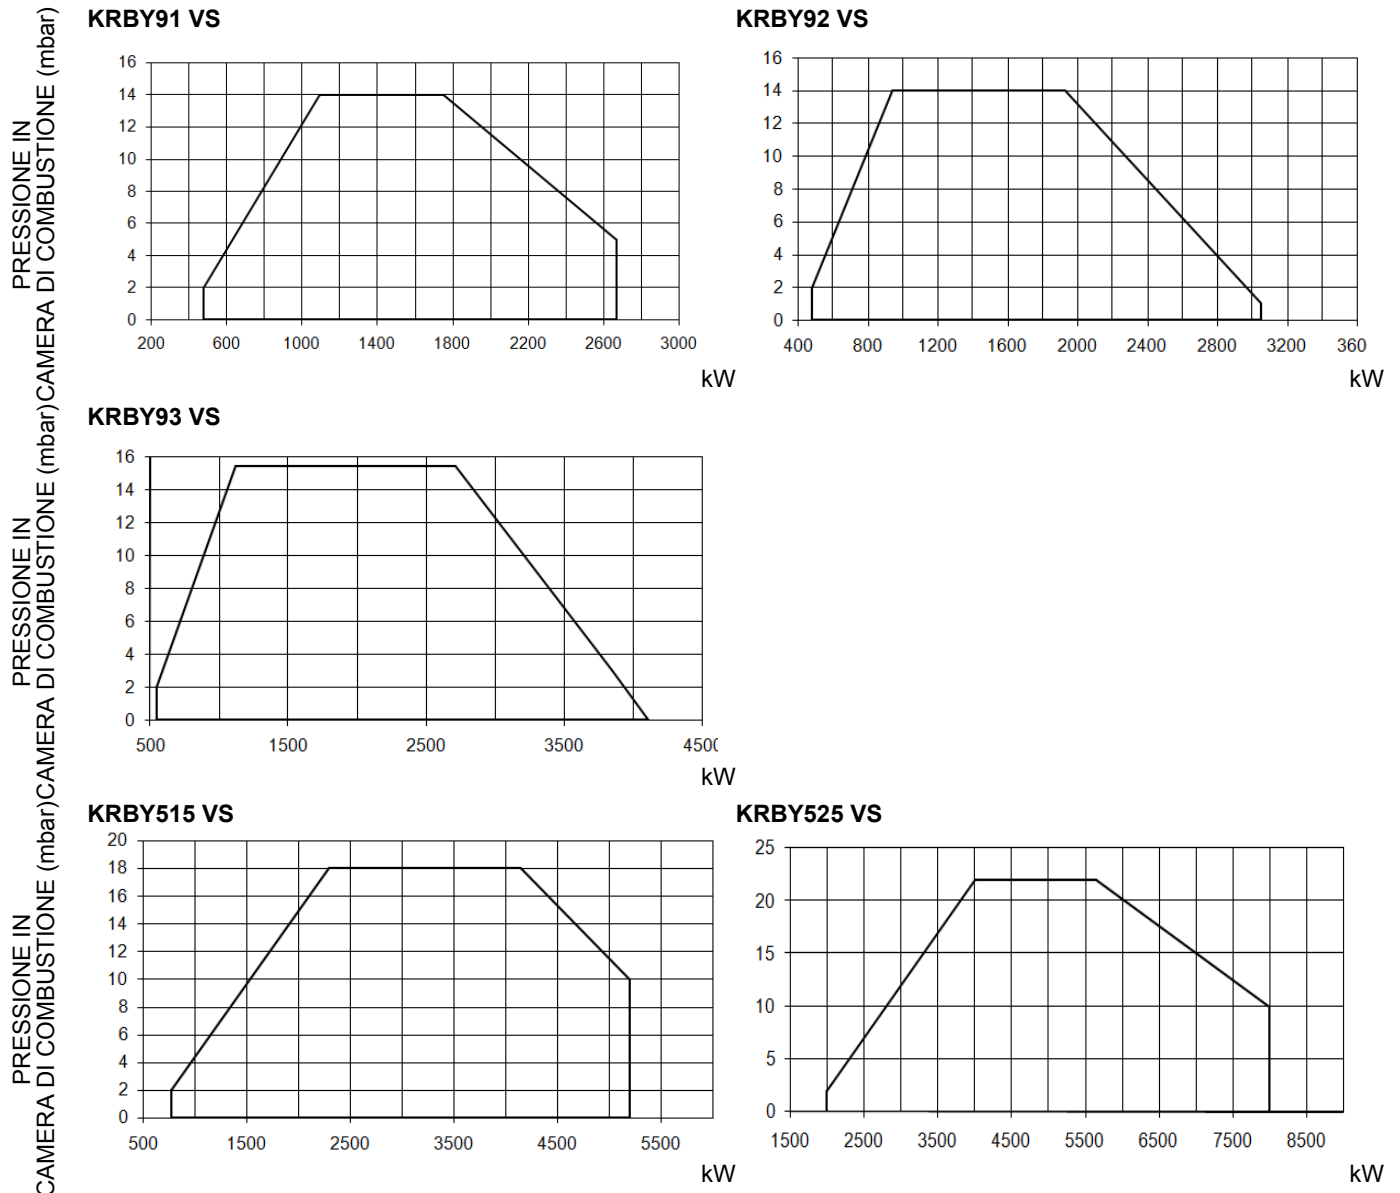 KRBY91 VS
PRESSIONE IN
CAMERA DI COMBUSTIONE (mbar)
16
14
12
10
8
6
4
2
0
200 600 1000 1400 1800 2200 2600 3000
kW
KRBY92 VS
16
14
12
10
8
6
4
2
0
400 800 1200 1600 2000 2400 2800 3200 360
kW
KRBY93 VS
PRESSIONE IN
CAMERA DI COMBUSTIONE (mbar)
16
14
12
10
8
6
4
2
0
500 1500 2500 3500 4500
kW
KRBY515 VS
PRESSIONE IN
CAMERA DI COMBUSTIONE (mbar)
20
18
16
14
12
10
8
6
4
2
0
500 1500 2500 3500 4500 5500
kW
KRBY525 VS
25
20
15
10
5
0
1500 2500 3500 4500 5500 6500 7500 8500
kW